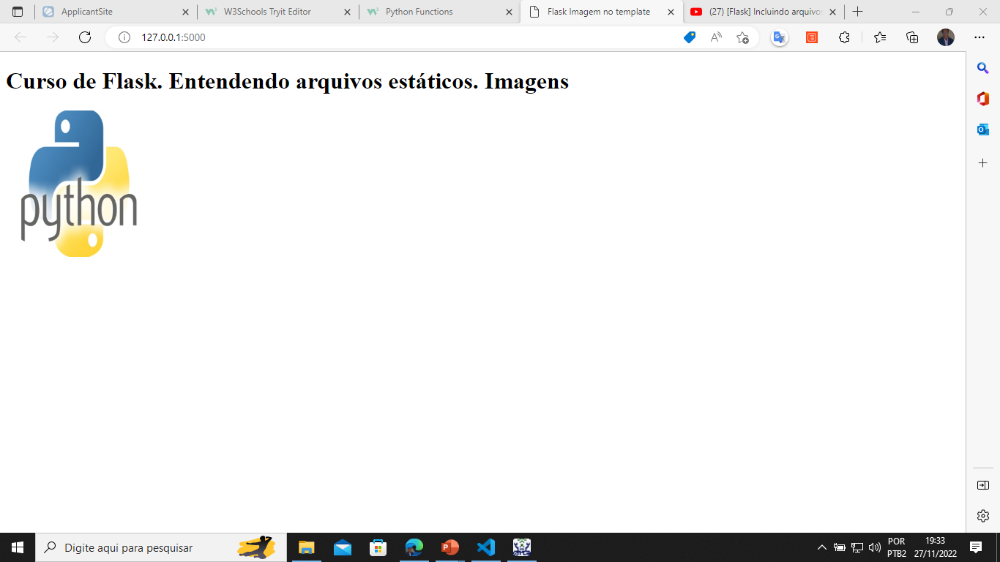 ApplicantSite
W3Schools Tryit Editor
Python Functions
Flask Imagem no template
(27) [Flask] Incluindo arquivos
127.0.0.1:5000
Curso de Flask. Entendendo arquivos estáticos. Imagens
python
Digite aqui para pesquisar
POR
PTB2
19:33
27/11/2022